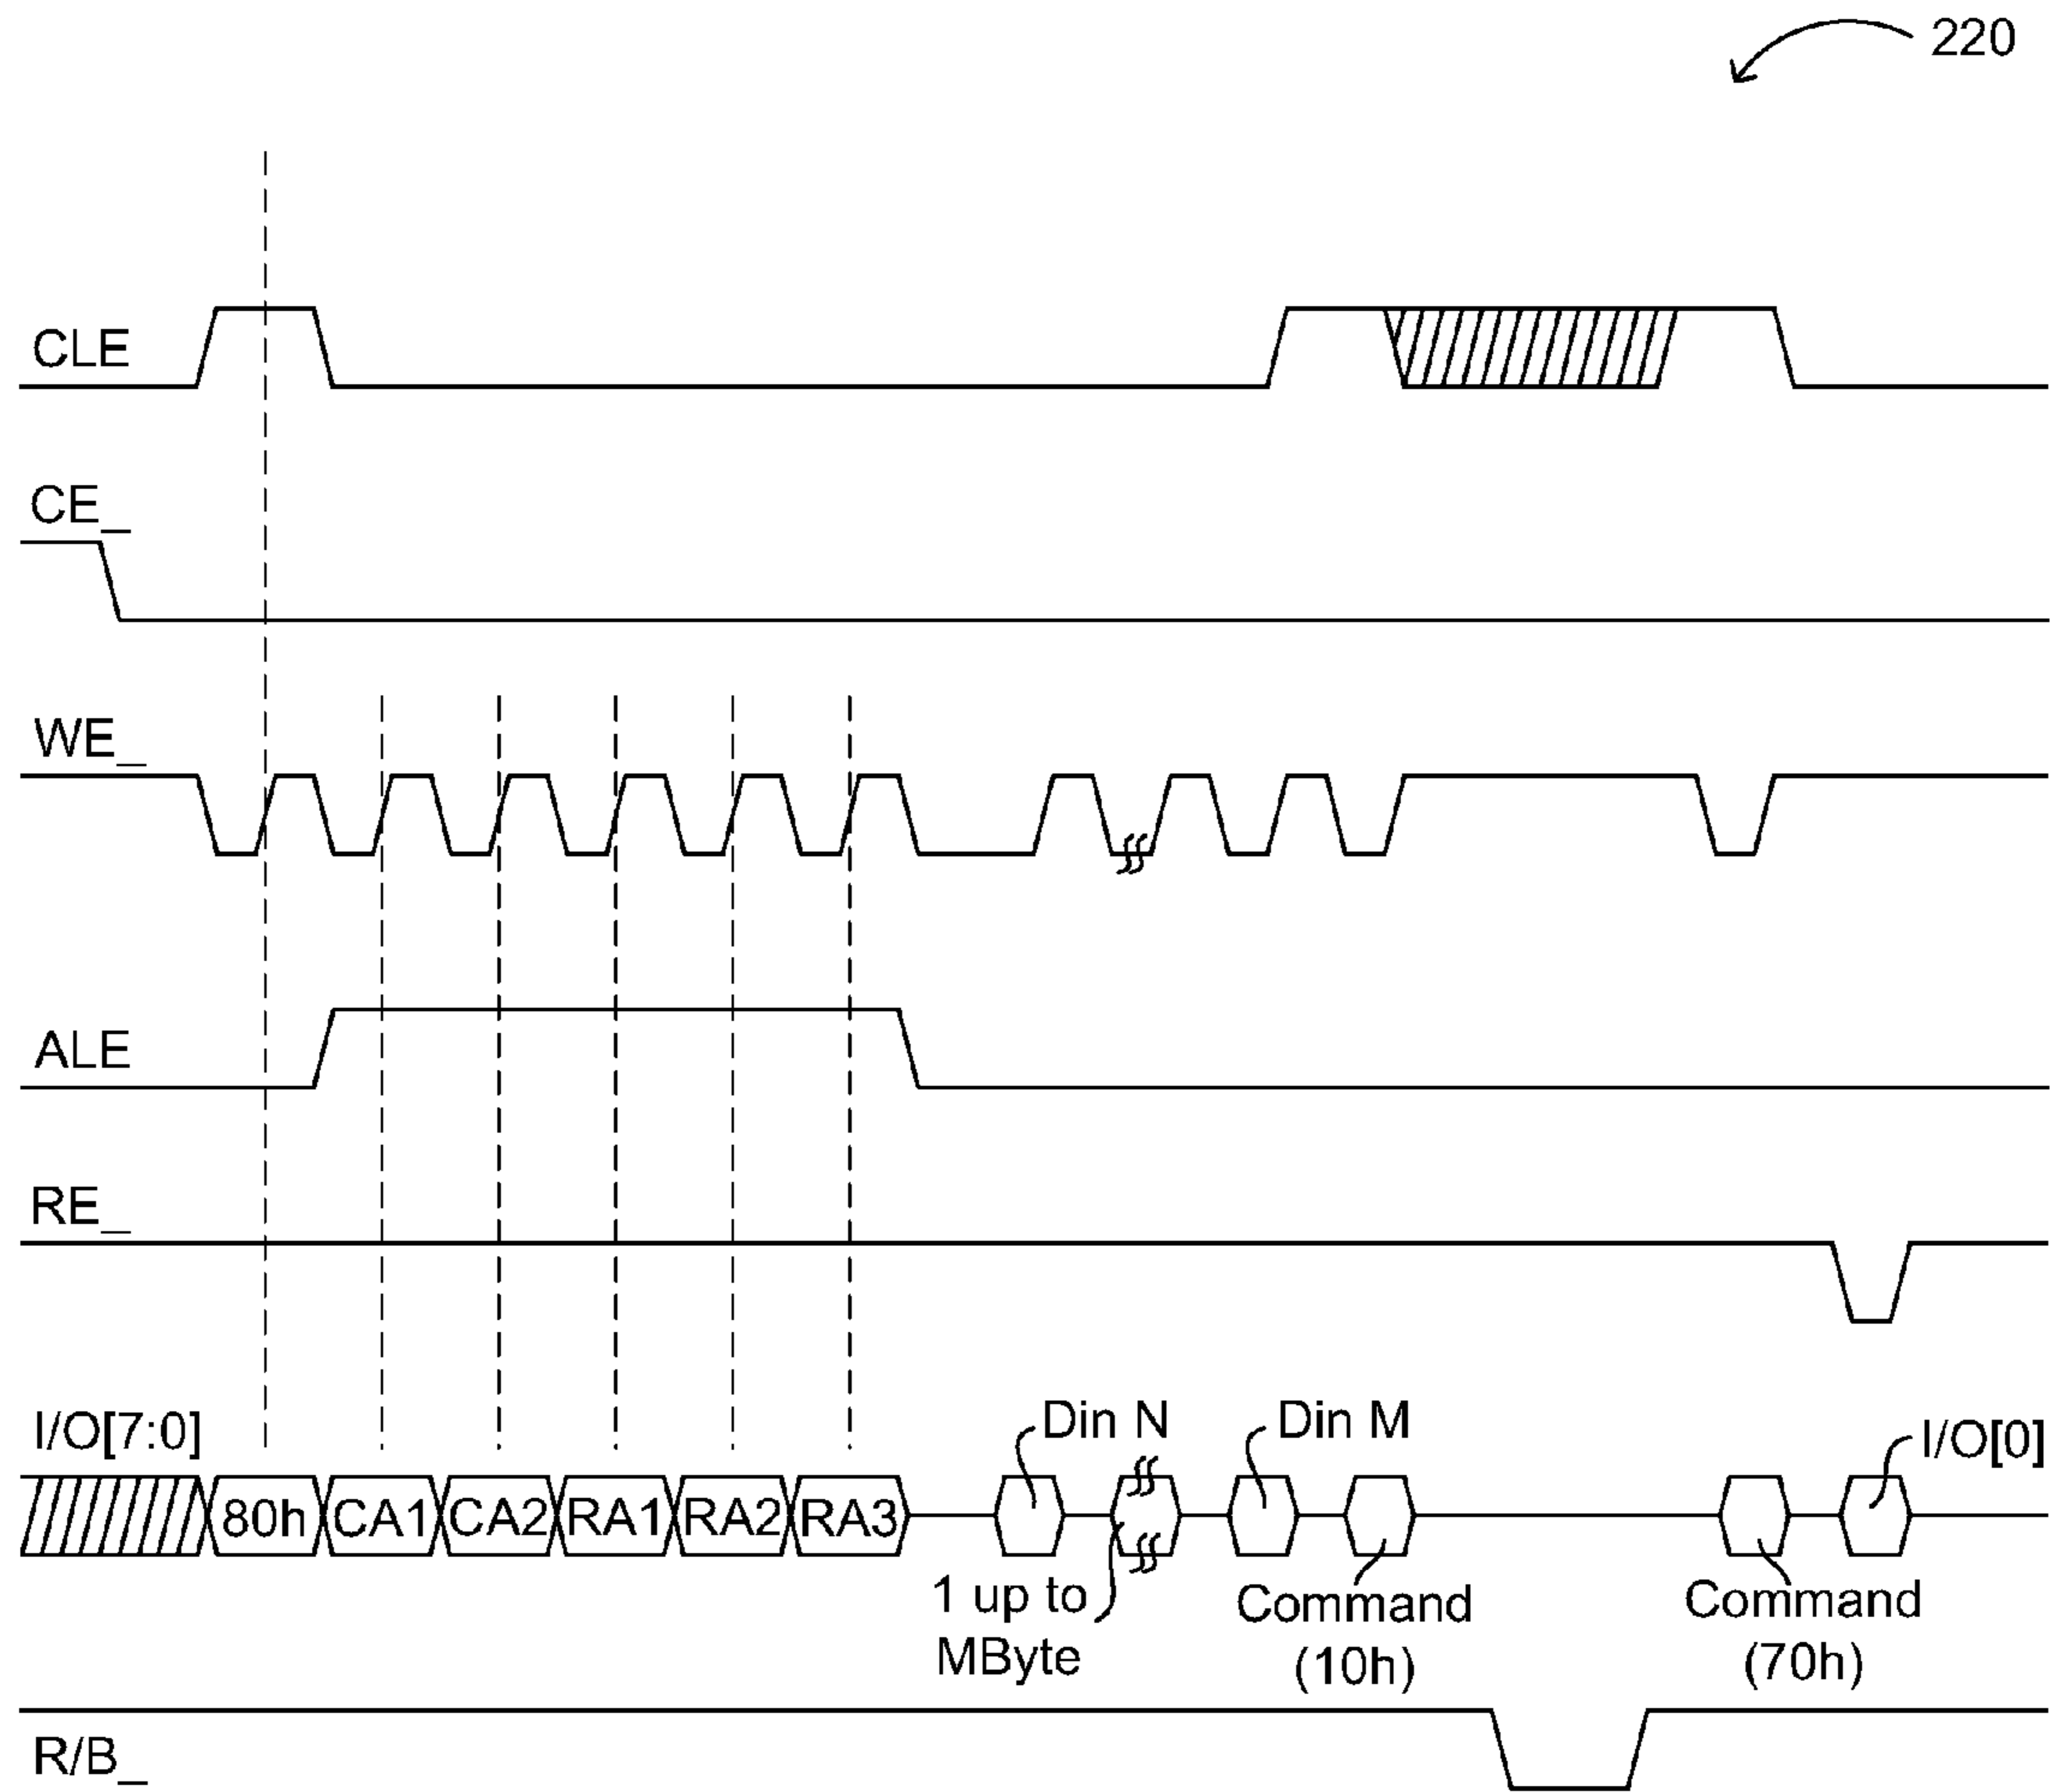 220
CLE
CE_
WE_
ALE
RE_
I/O[7:0]
Din N
Din M
I/O[0]
80h CA1 CA2 RA1 RA2 RA3
1 up to
MByte
Command
(10h)
Command
(70h)
R/B_